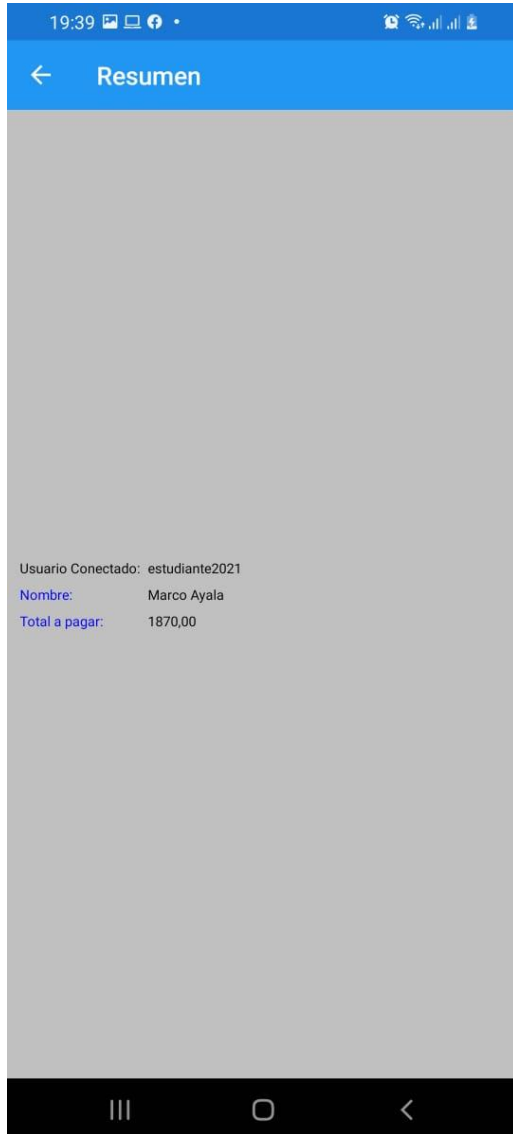 19:39
Resumen
Usuario Conectado: estudiante2021
Nombre: Marco Ayala
Total a pagar: 1870,00